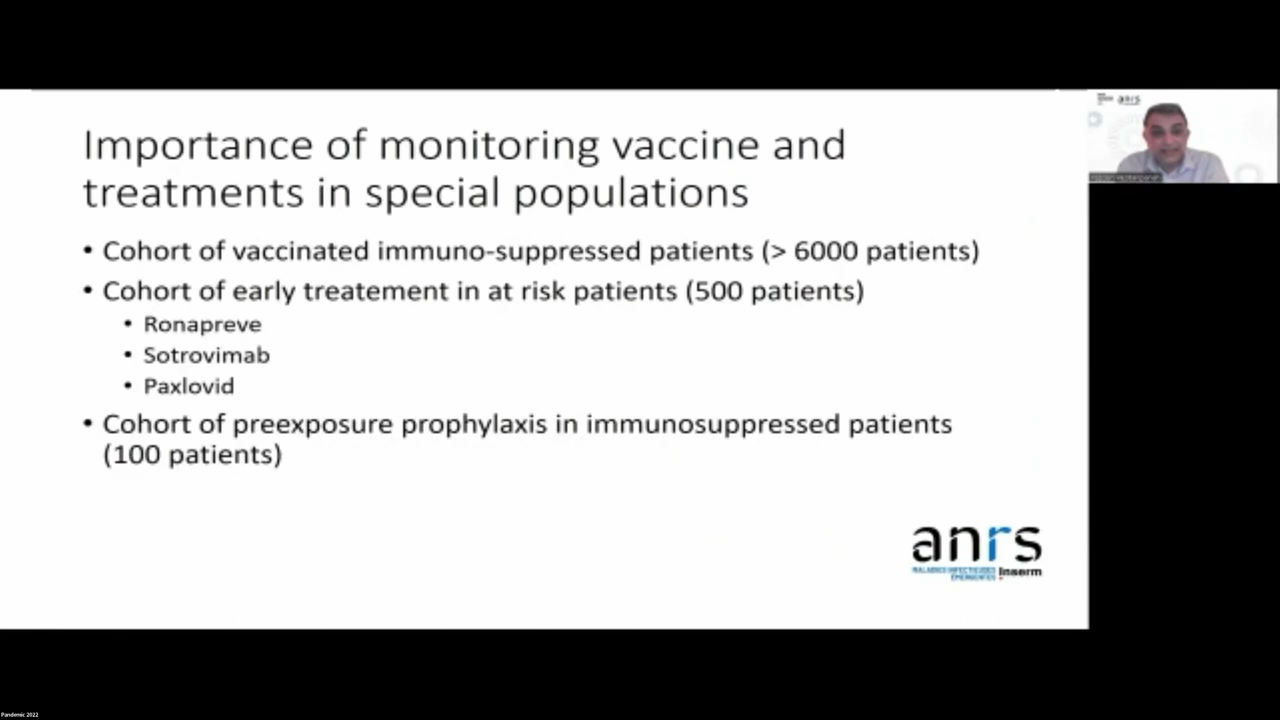 Importance of monitoring vaccine and
treatments in special populations
• Cohort of vaccinated immuno-suppressed patients (> 6000 patients)
• Cohort of early treatement in at risk patients (500 patients)
• Ronapreve
• Sotrovimab
• Paxlovid
• Cohort of preexposure prophylaxis in immunosuppressed patients
(100 patients)
anrs
MALADIES INFECTIEUSES
ÉMERGENTES Inserm
anrs
Pandemic 2022